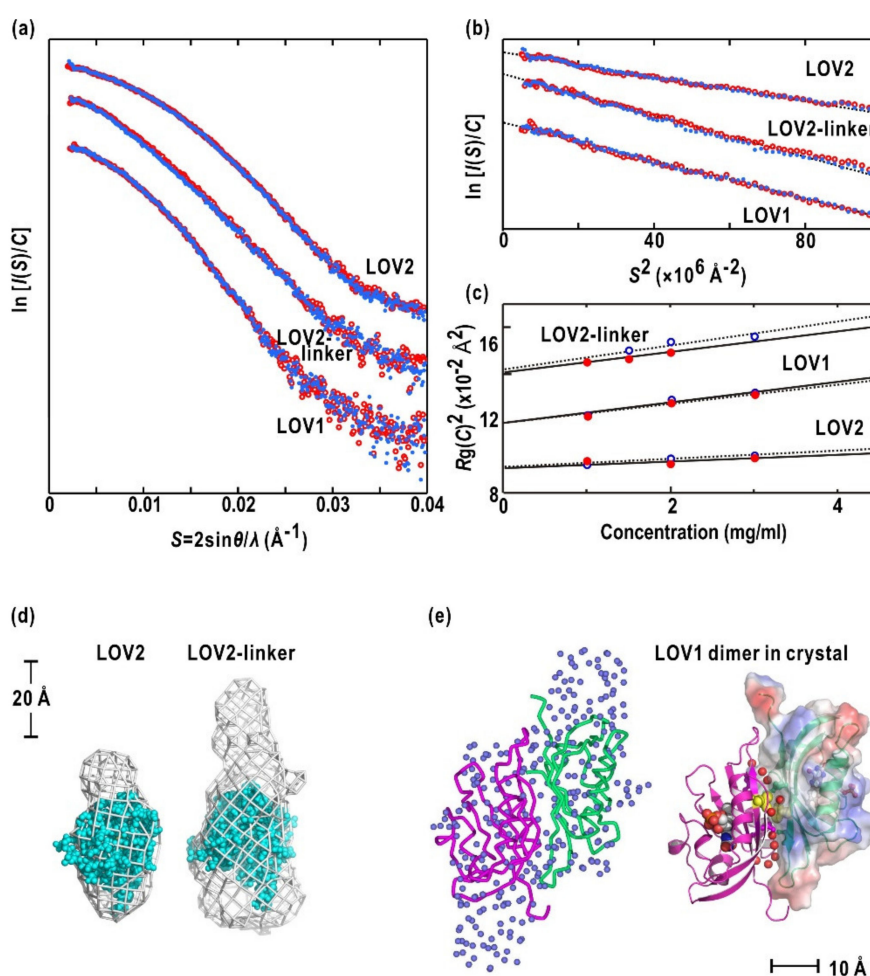 (a)
ln [I(S)/C]
LOV2
LOV2-
linker
LOV1
0 0.01 0.02 0.03 0.04
S=2sinθ/λ (Å-1)
(b)
ln [I(S)/C]
LOV2
LOV2-linker
LOV1
0 40 80
S2 (×106 Å-2)
(c)
Rg(C)2 (×10-2 Å2)
16
12
8
LOV2-linker
LOV1
LOV2
0 2 4
Concentration (mg/ml)
(d)
LOV2 LOV2-linker
20 Å
(e)
LOV1 dimer in crystal
10 Å